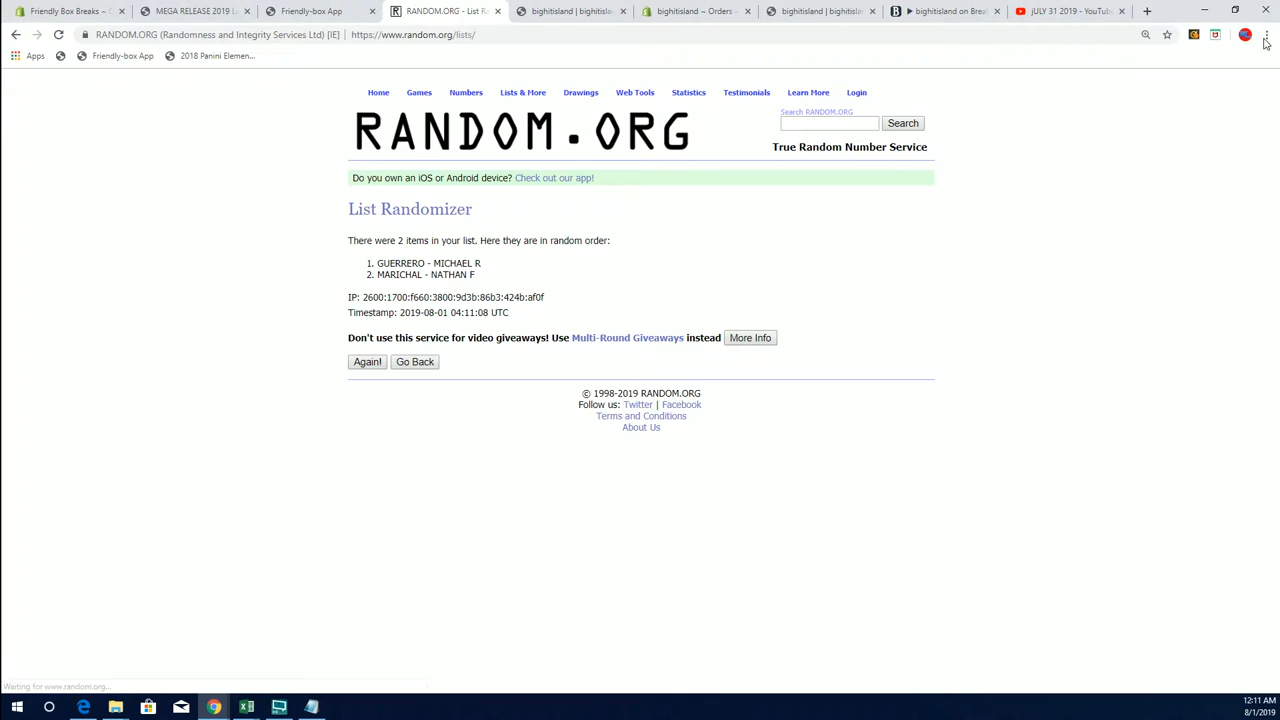 Friendly Box Breaks ~ C
MEGA RELEASE 2019 L
Friendly-box App
RANDOM.ORG - List R
bighitisland | bighitislan
bighitisland ~ Orders ~
bighitisland | bighitislan
bighitisland on Break
jULY 31 2019 - YouTub
RANDOM.ORG (Randomness and Integrity Services Ltd) [IE] | https://www.random.org/lists/
Apps
Friendly-box App
2018 Panini Elemen...
Home Games Numbers Lists & More Drawings Web Tools Statistics Testimonials Learn More Login
RANDOM.ORG
Search RANDOM.ORG
Search
True Random Number Service
Do you own an iOS or Android device? Check out our app!
List Randomizer
There were 2 items in your list. Here they are in random order:
1. GUERRERO - MICHAEL R
2. MARICHAL - NATHAN F
IP: 2600:1700:f660:3800:9d3b:86b3:424b:af0f
Timestamp: 2019-08-01 04:11:08 UTC
Don't use this service for video giveaways! Use Multi-Round Giveaways instead More Info
Again! Go Back
© 1998-2019 RANDOM.ORG
Follow us: Twitter | Facebook
Terms and Conditions
About Us
Waiting for www.random.org...
12:11 AM
8/1/2019